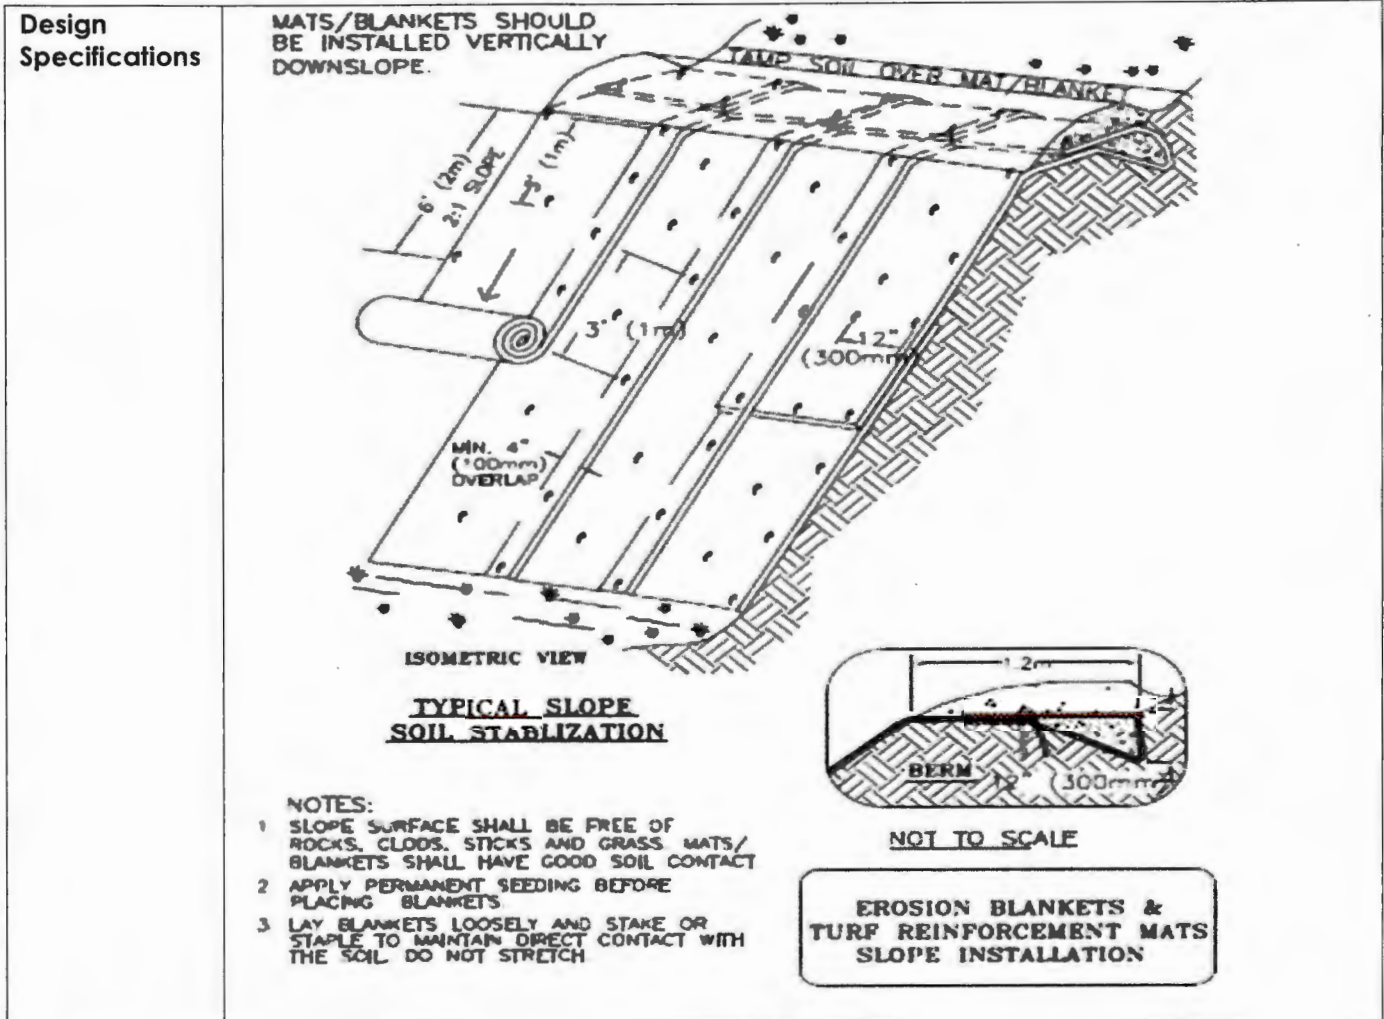 Design
Specifications
MATS/BLANKETS SHOULD
BE INSTALLED VERTICALLY
DOWNSLOPE.
TAMP SOIL OVER MAT/BLANKET
6' (2m)
2:1 SLOPE
3' (1m)
3' (1m)
12"
(300mm)
MIN. 4"
(100mm)
OVERLAP
ISOMETRIC VIEW
TYPICAL SLOPE
SOIL STABLIZATION
1.2m
BERM
12" (300mm)
NOT TO SCALE
NOTES:
1 SLOPE SURFACE SHALL BE FREE OF
ROCKS, CLODS, STICKS AND GRASS. MATS/
BLANKETS SHALL HAVE GOOD SOIL CONTACT
2 APPLY PERMANENT SEEDING BEFORE
PLACING BLANKETS
3 LAY BLANKETS LOOSELY AND STAKE OR
STAPLE TO MAINTAIN DIRECT CONTACT WITH
THE SOIL. DO NOT STRETCH
EROSION BLANKETS &
TURF REINFORCEMENT MATS
SLOPE INSTALLATION